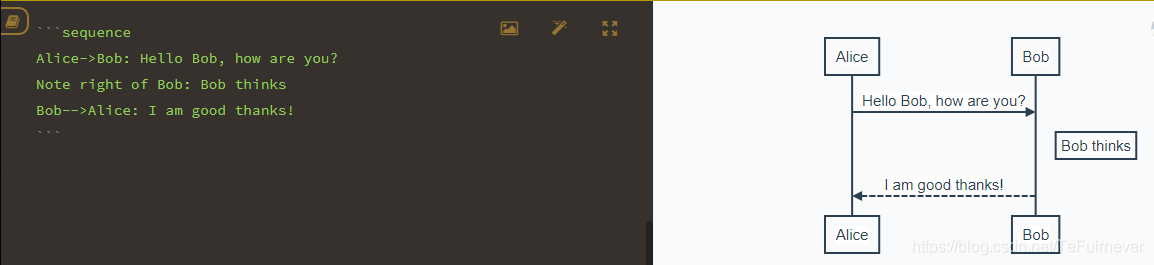 ```sequence
Alice->Bob: Hello Bob, how are you?
Note right of Bob: Bob thinks
Bob-->Alice: I am good thanks!
```
Alice Bob
Hello Bob, how are you?
Bob thinks
I am good thanks!
Alice Bob
https://blog.csdn.net/TeFuirnever